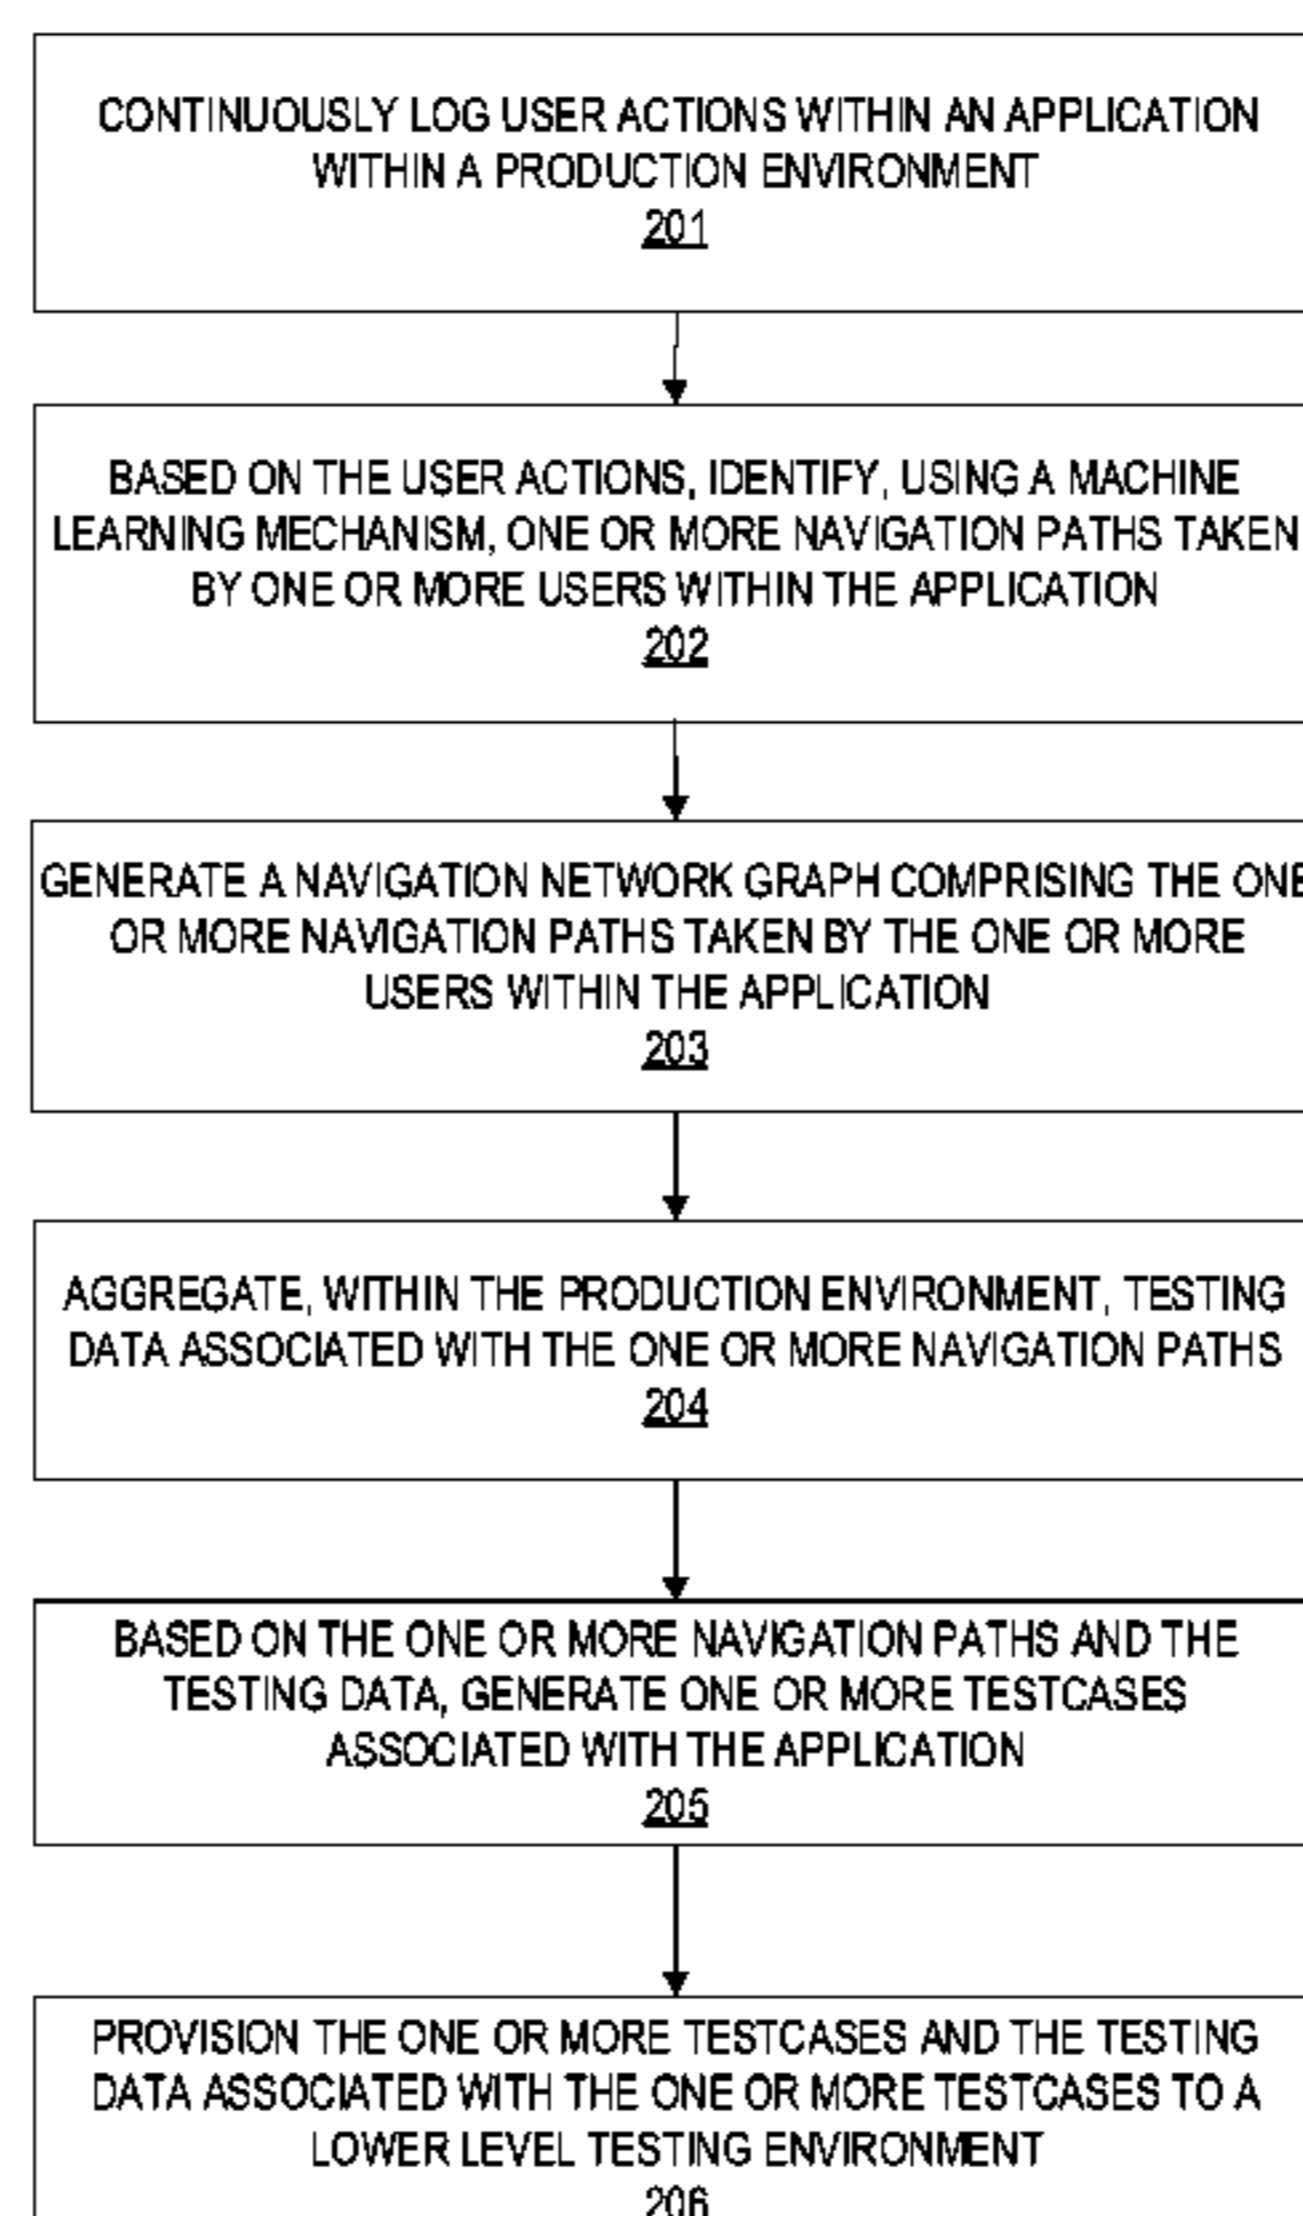 CONTINUOUSLY LOG USER ACTIONS WITHIN AN APPLICATION
WITHIN A PRODUCTION ENVIRONMENT
201
BASED ON THE USER ACTIONS, IDENTIFY, USING A MACHINE
LEARNING MECHANISM, ONE OR MORE NAVIGATION PATHS TAKEN
BY ONE OR MORE USERS WITHIN THE APPLICATION
202
GENERATE A NAVIGATION NETWORK GRAPH COMPRISING THE ONE
OR MORE NAVIGATION PATHS TAKEN BY THE ONE OR MORE
USERS WITHIN THE APPLICATION
203
AGGREGATE, WITHIN THE PRODUCTION ENVIRONMENT, TESTING
DATA ASSOCIATED WITH THE ONE OR MORE NAVIGATION PATHS
204
BASED ON THE ONE OR MORE NAVIGATION PATHS AND THE
TESTING DATA, GENERATE ONE OR MORE TESTCASES
ASSOCIATED WITH THE APPLICATION
205
PROVISION THE ONE OR MORE TESTCASES AND THE TESTING
DATA ASSOCIATED WITH THE ONE OR MORE TESTCASES TO A
LOWER LEVEL TESTING ENVIRONMENT
206